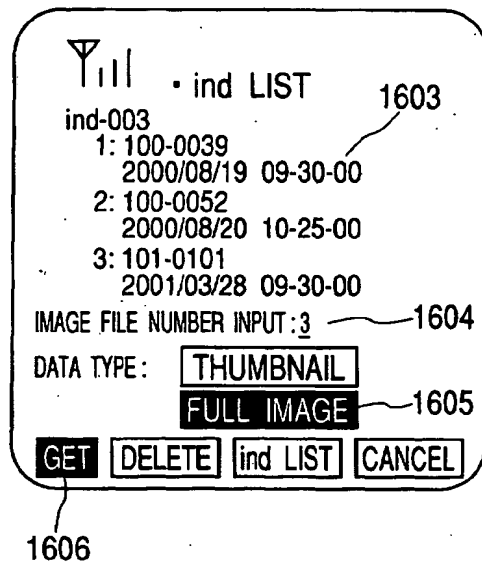 · ind LIST
1603
ind-003
1: 100-0039
2000/08/19 09-30-00
2: 100-0052
2000/08/20 10-25-00
3: 101-0101
2001/03/28 09-30-00
IMAGE FILE NUMBER INPUT:3
1604
DATA TYPE: THUMBNAIL
FULL IMAGE
1605
GET DELETE ind LIST CANCEL
1606